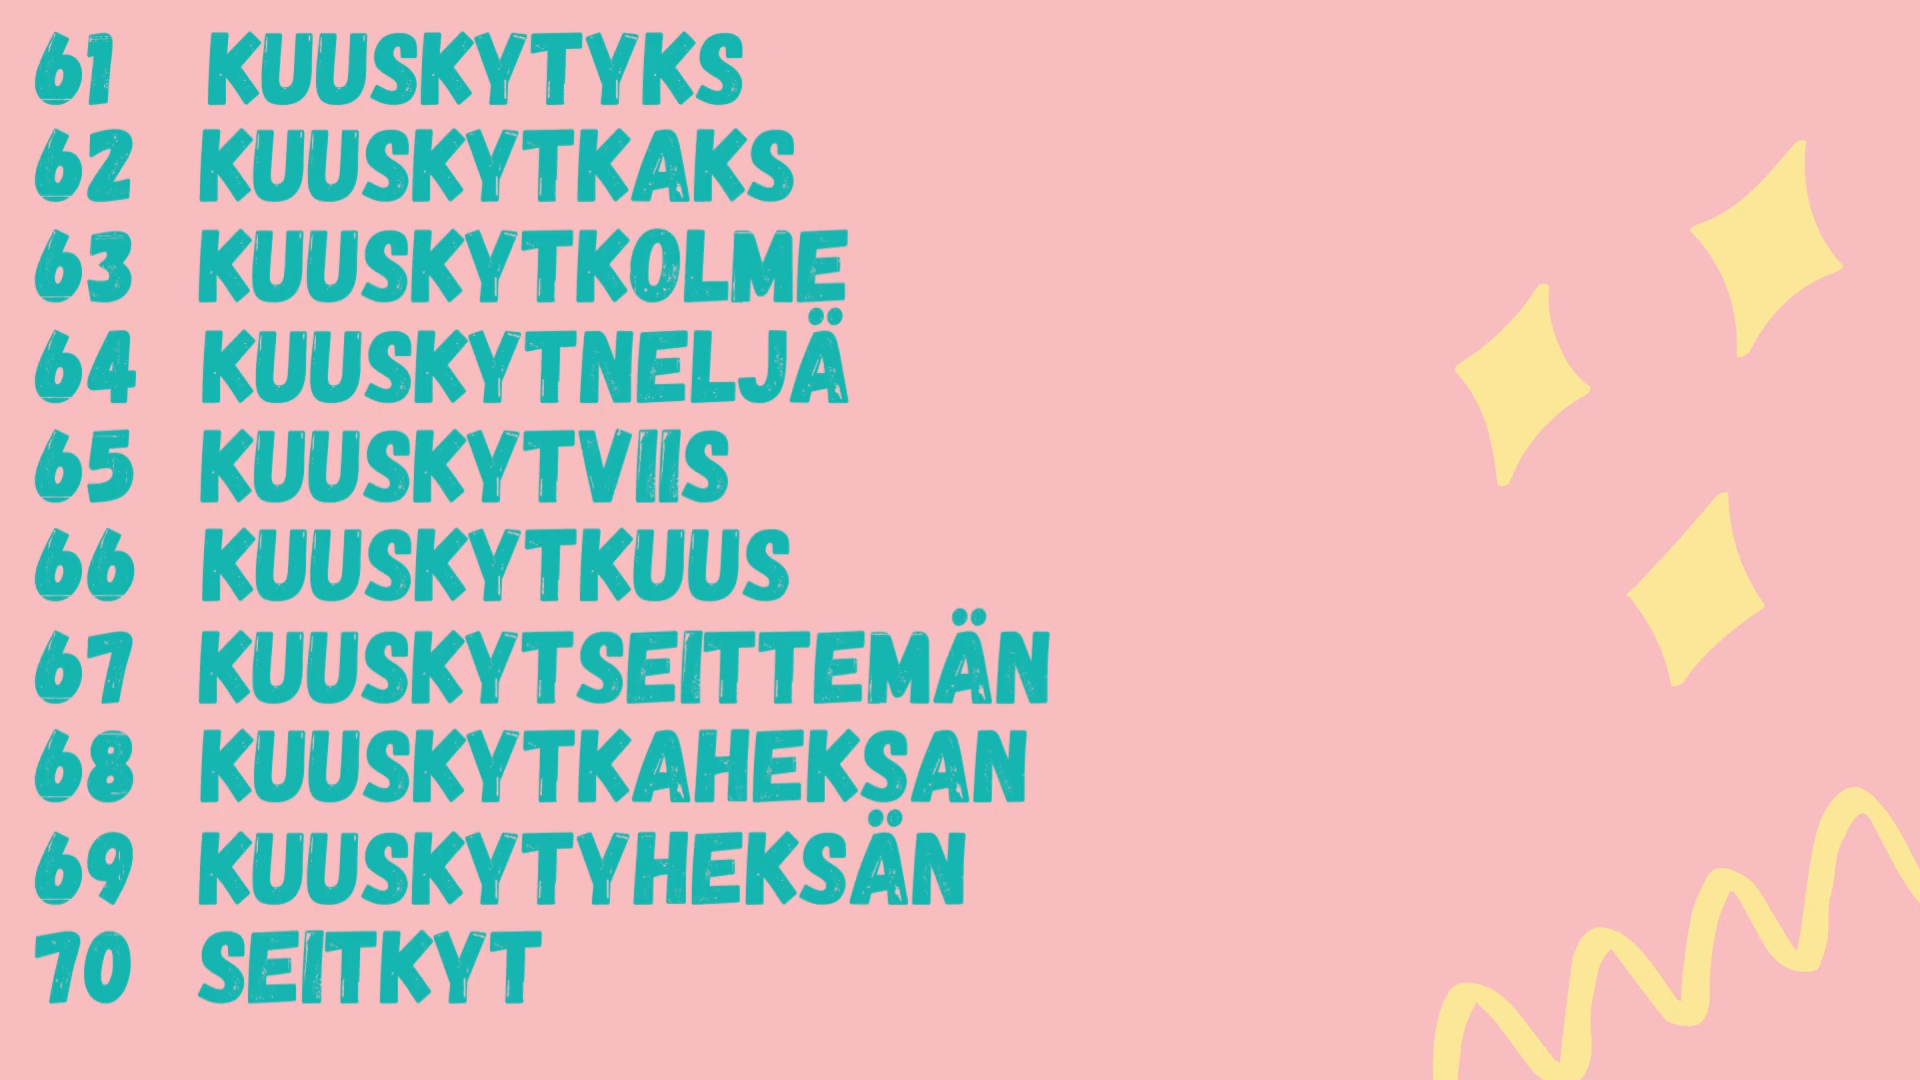 61 KUUSKYTYKS
62 KUUSKYTKAKS
63 KUUSKYTKOLME
64 KUUSKYTNELJÄ
65 KUUSKYTVIIS
66 KUUSKYTKUUS
67 KUUSKYTSEITTEMÄN
68 KUUSKYTKAHEKSAN
69 KUUSKYTYHEKSÄN
70 SEITKYT